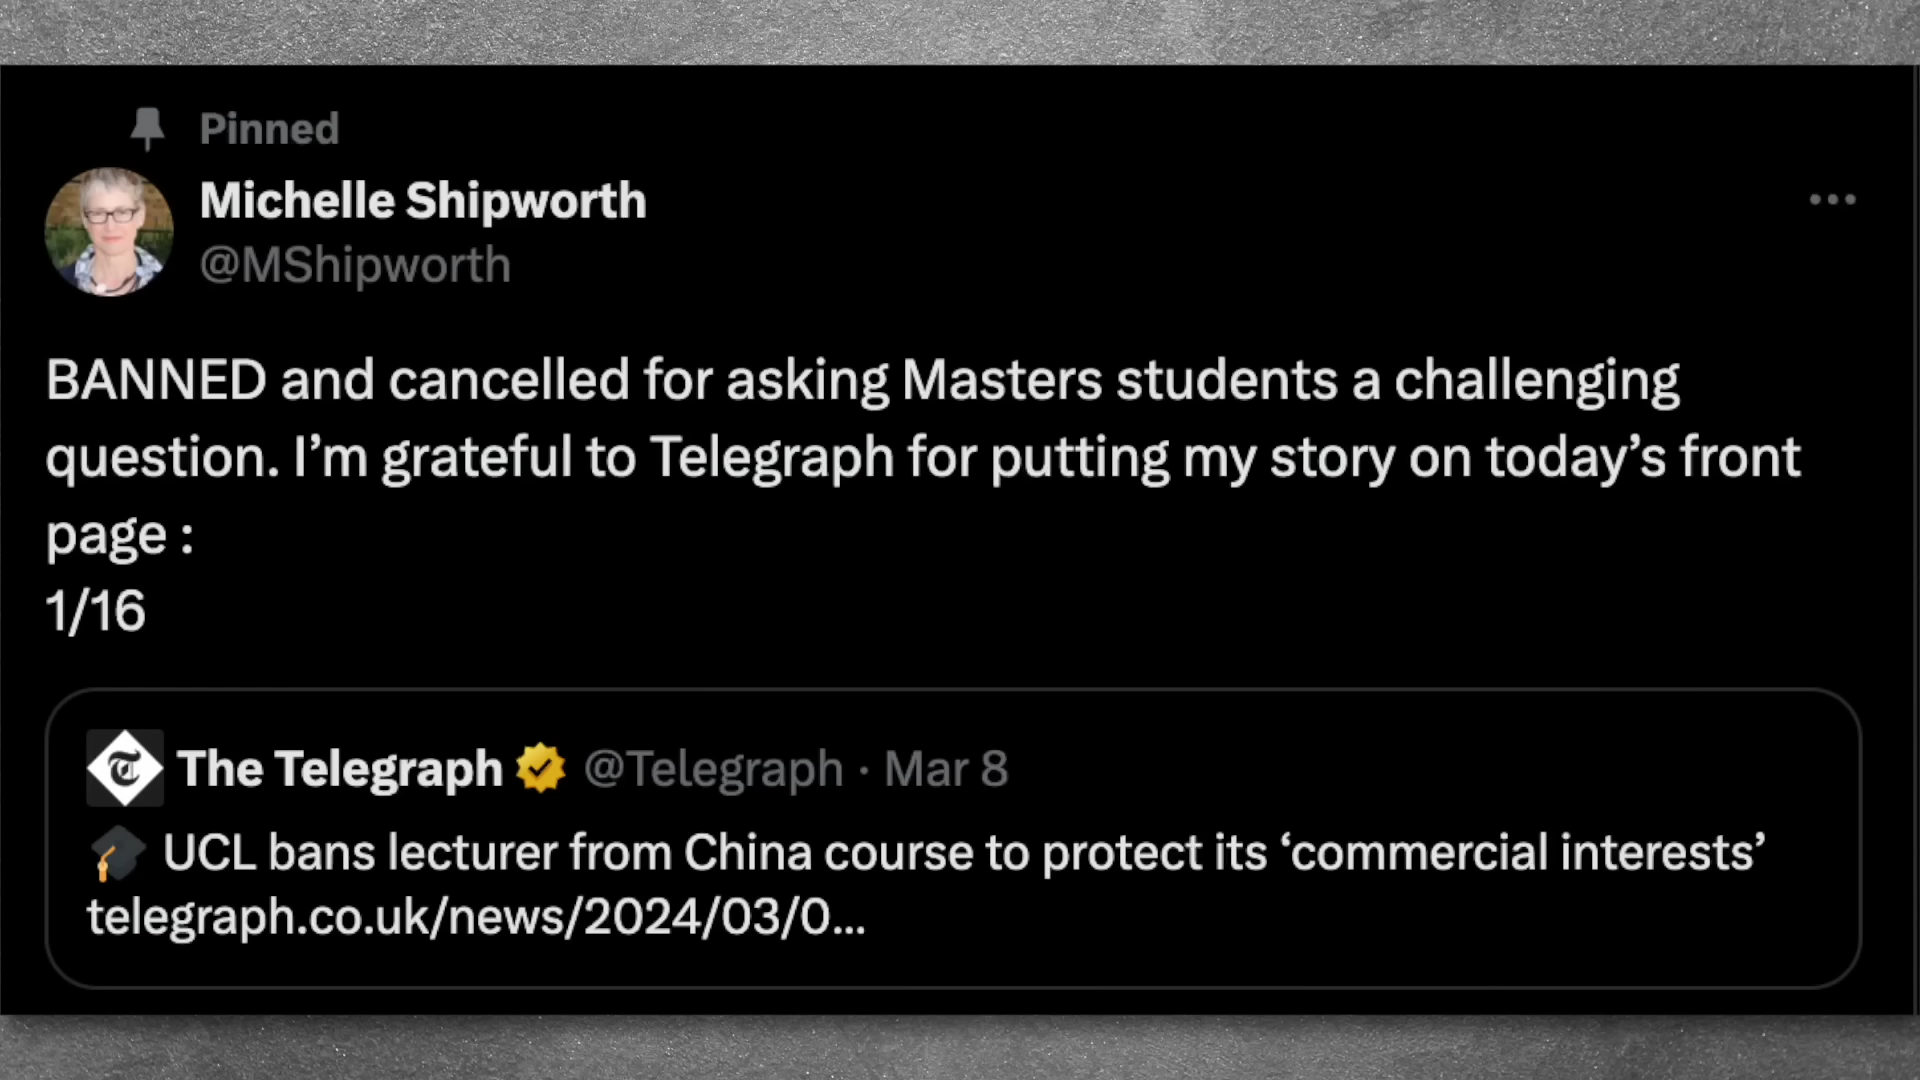 Pinned
Michelle Shipworth
@MShipworth
BANNED and cancelled for asking Masters students a challenging
question. I’m grateful to Telegraph for putting my story on today’s front
page :
1/16
The Telegraph @Telegraph · Mar 8
UCL bans lecturer from China course to protect its ‘commercial interests’
telegraph.co.uk/news/2024/03/0…